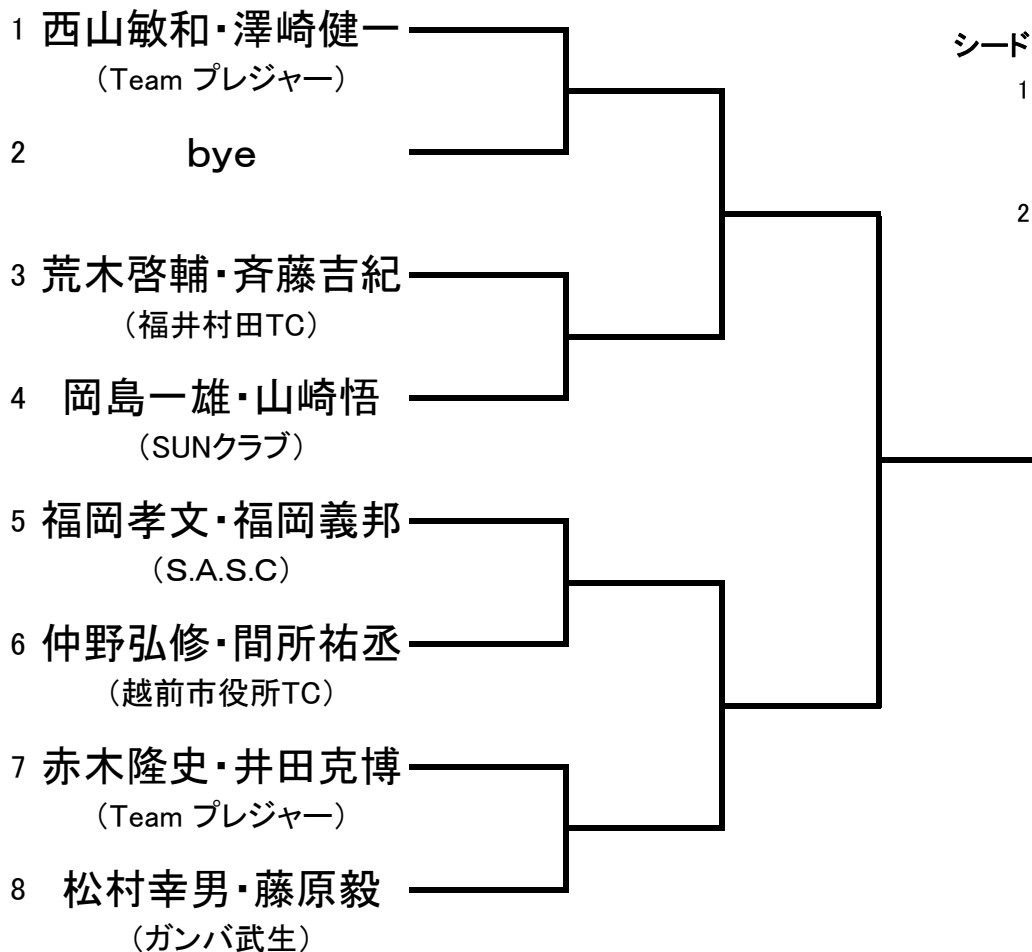 1 西山敏和・澤崎健一
（Team プレジャー）
2 bye
3 荒木啓輔・斉藤吉紀
（福井村田TC）
4 岡島一雄・山崎悟
（SUNクラブ）
5 福岡孝文・福岡義邦
（S.A.S.C）
6 仲野弘修・間所祐丞
（越前市役所TC）
7 赤木隆史・井田克博
（Team プレジャー）
8 松村幸男・藤原毅
（ガンバ武生）
シード
1
2